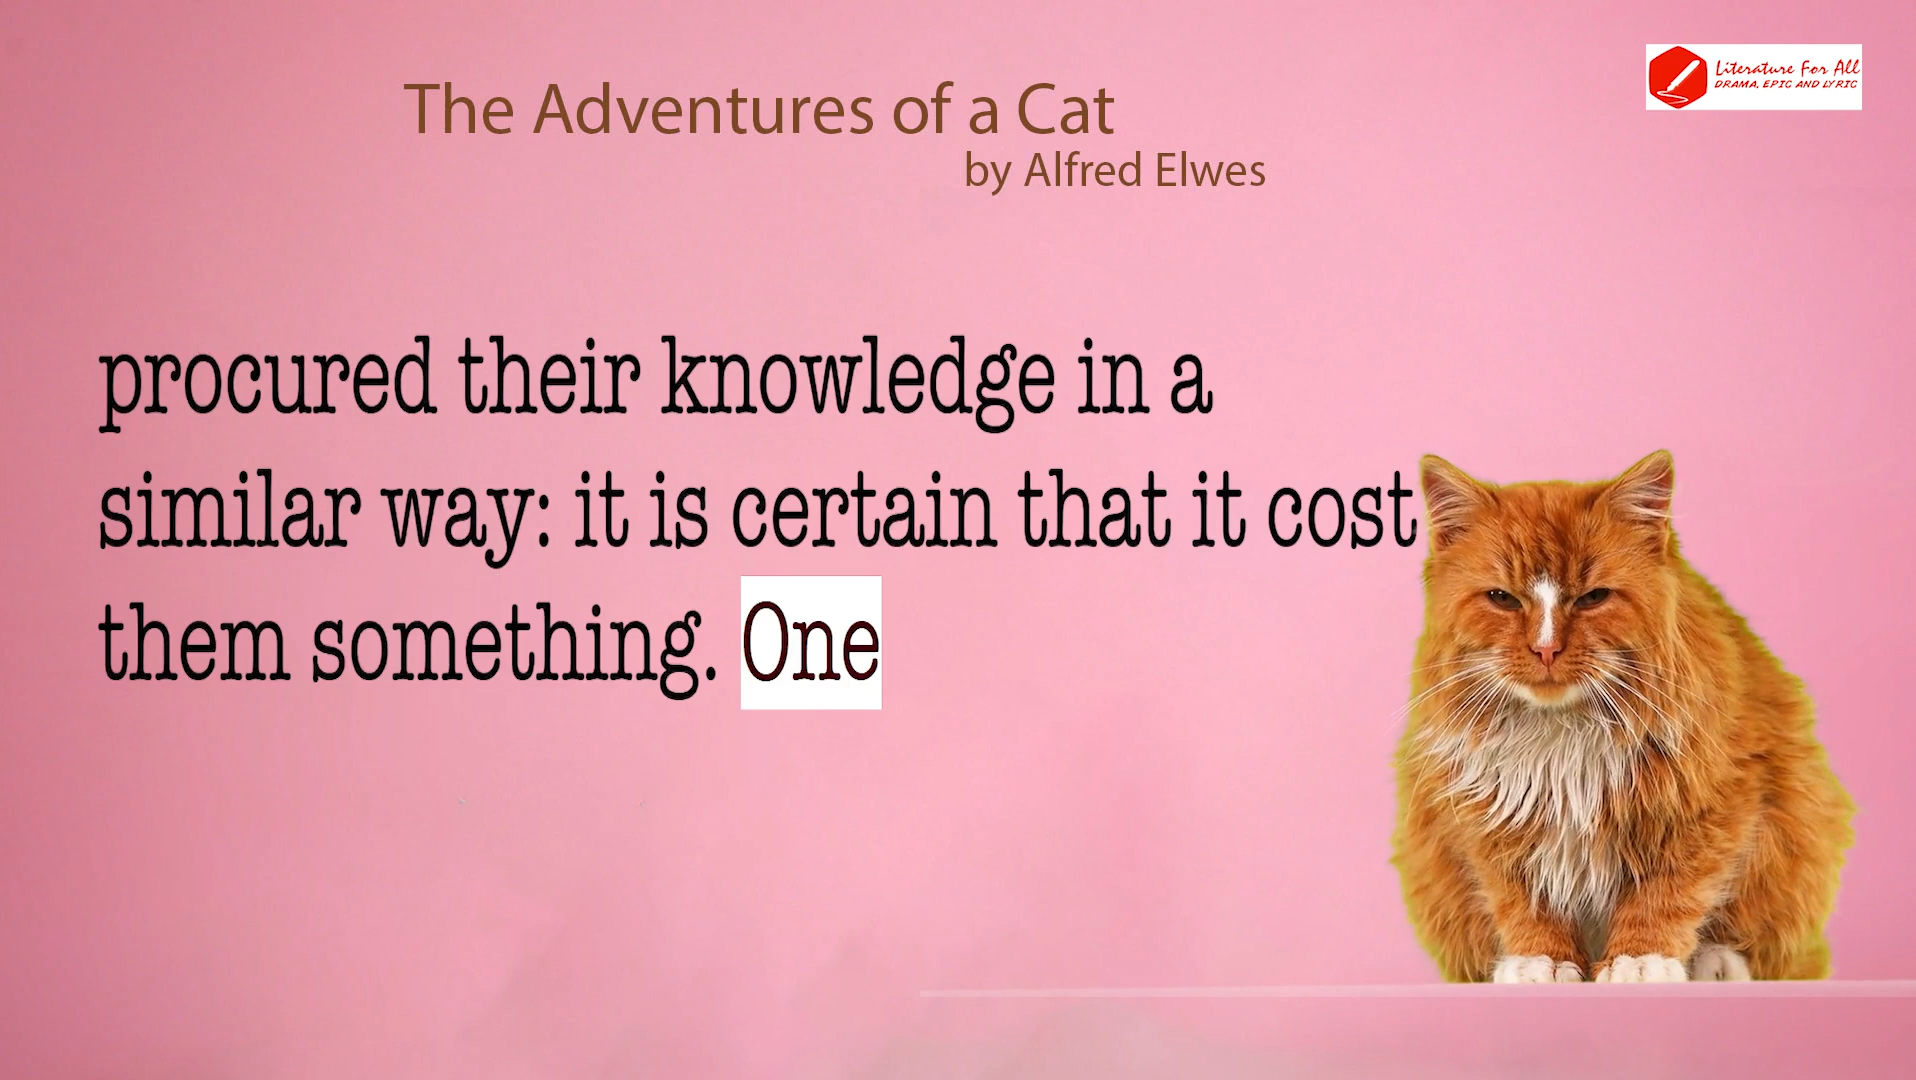 Literature For All
DRAMA, EPIC AND LYRIC
The Adventures of a Cat
by Alfred Elwes
procured their knowledge in a
similar way: it is certain that it cost
them something. One